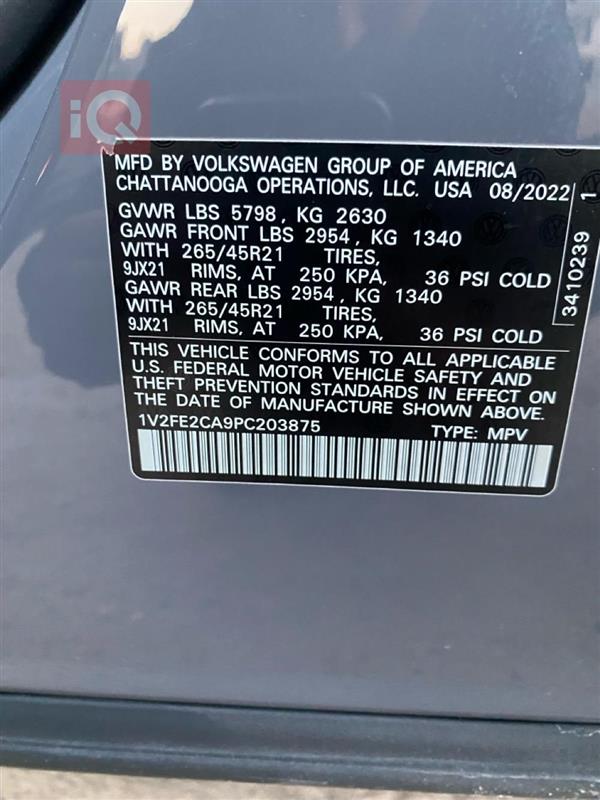 iQ
MFD BY VOLKSWAGEN GROUP OF AMERICA
CHATTANOOGA OPERATIONS, LLC. USA 08/2022
GVWR LBS 5798, KG 2630
GAWR FRONT LBS 2954, KG 1340
WITH 265/45R21 TIRES,
9JX21 RIMS, AT 250 KPA, 36 PSI COLD
GAWR REAR LBS 2954, KG 1340
WITH 265/45R21 TIRES,
9JX21 RIMS, AT 250 KPA, 36 PSI COLD
THIS VEHICLE CONFORMS TO ALL APPLICABLE
U.S. FEDERAL MOTOR VEHICLE SAFETY AND
THEFT PREVENTION STANDARDS IN EFFECT ON
THE DATE OF MANUFACTURE SHOWN ABOVE.
1V2FE2CA9PC203875 TYPE: MPV
3410239 1